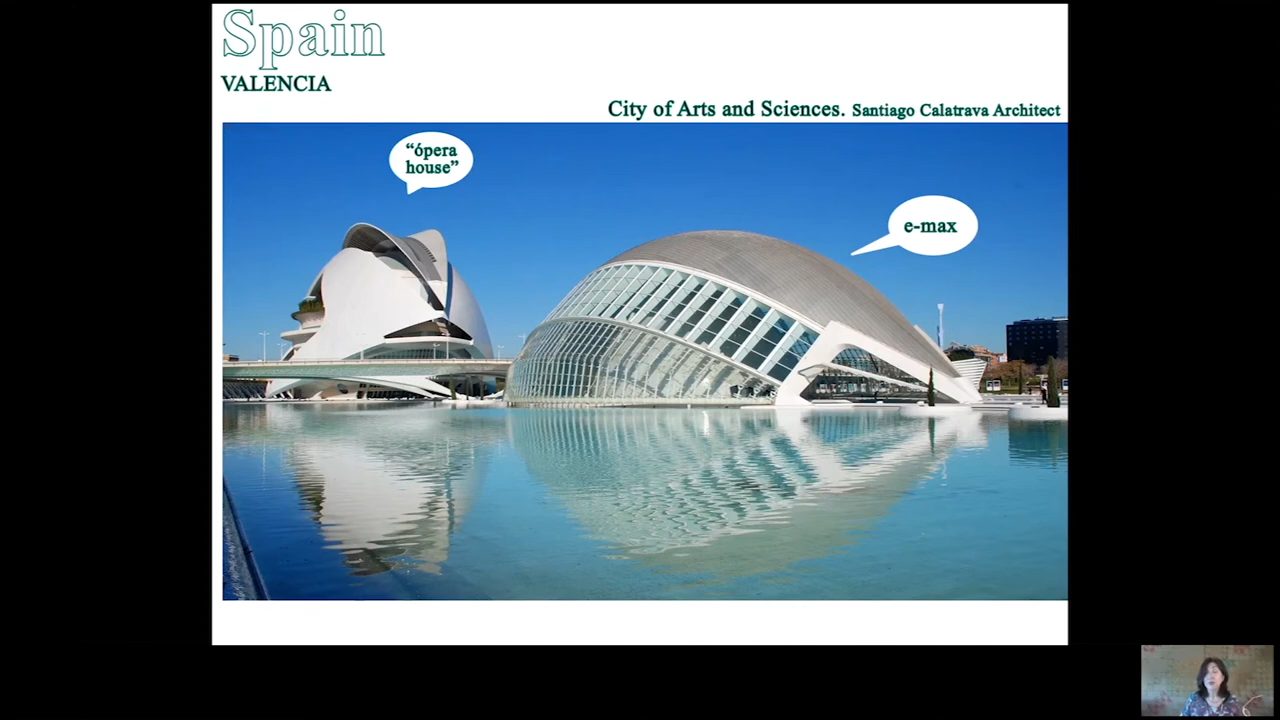 Spain
VALENCIA
City of Arts and Sciences. Santiago Calatrava Architect
“ópera
house”
e-max